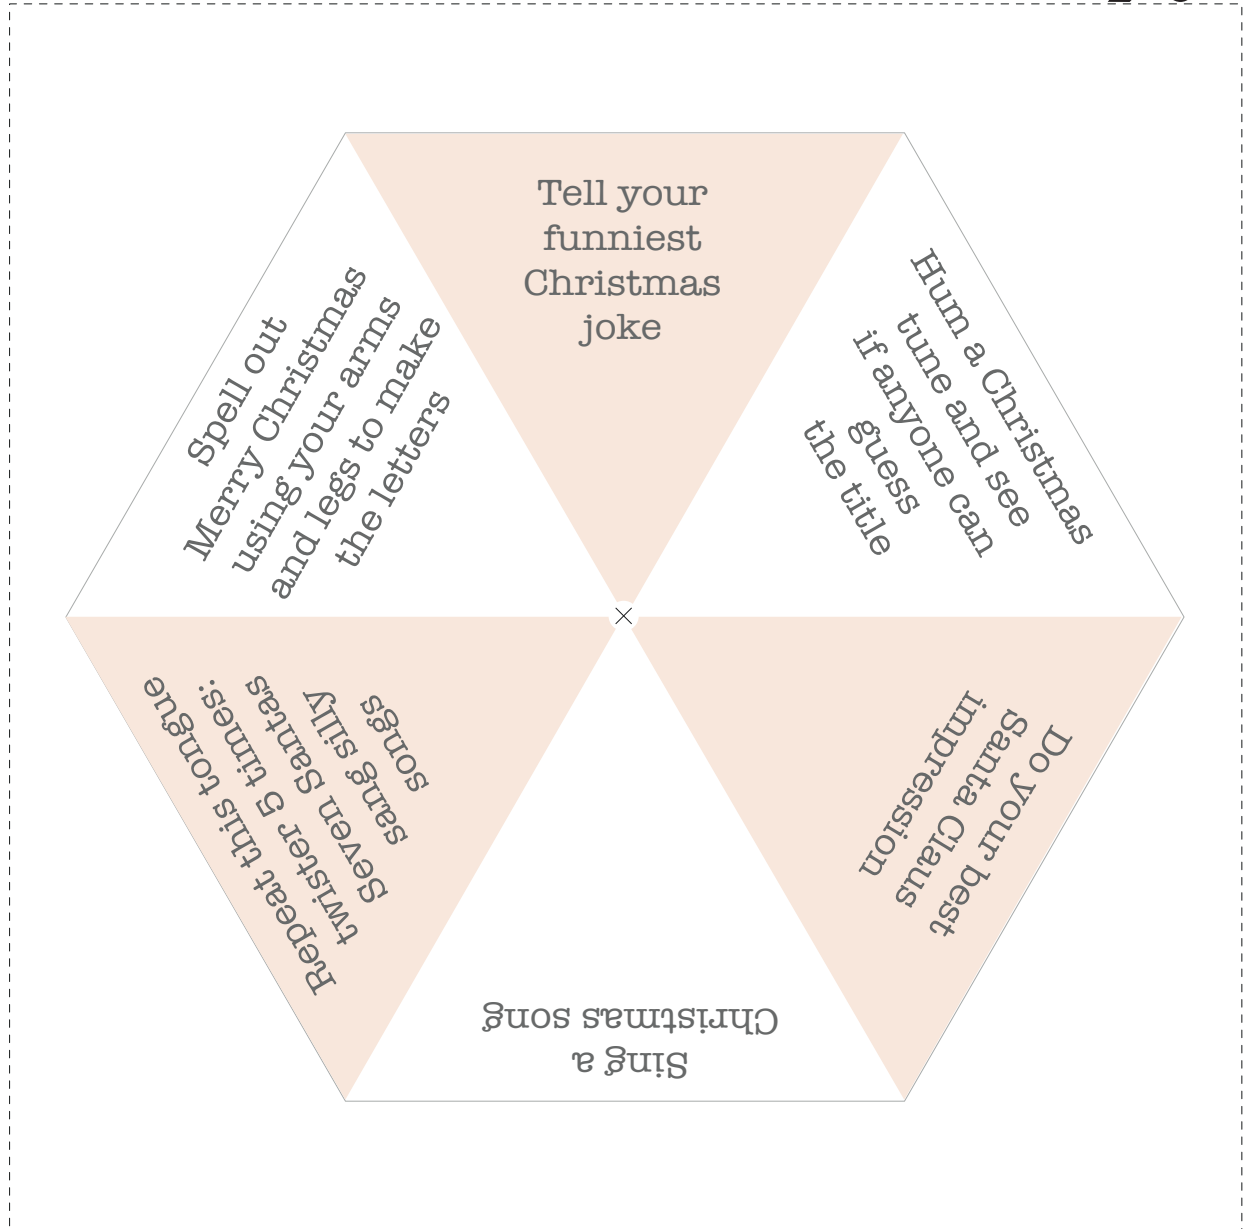 Tell your
funniest
Christmas
joke
Hum a Christmas
tune and see
if anyone can
guess
the title
Do your best
Santa Claus
impression
Sing a
Christmas song
Repeat this tongue
twister 5 times:
Seven Santas
sang silly
songs
Spell out
Merry Christmas
using your arms
and legs to make
the letters